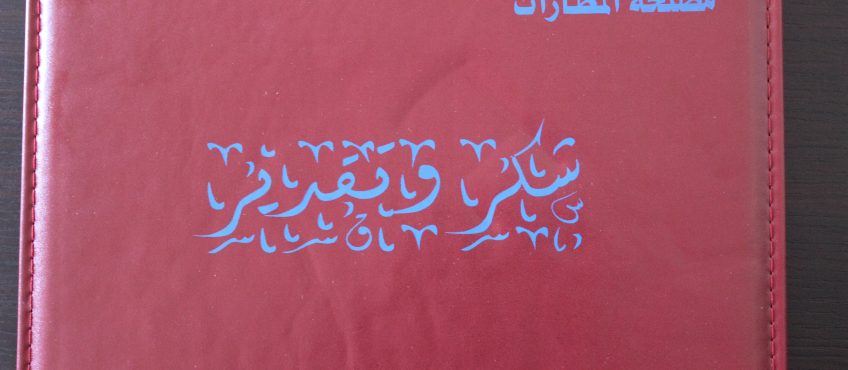 مصلحة المطارات
شكر وتقدير